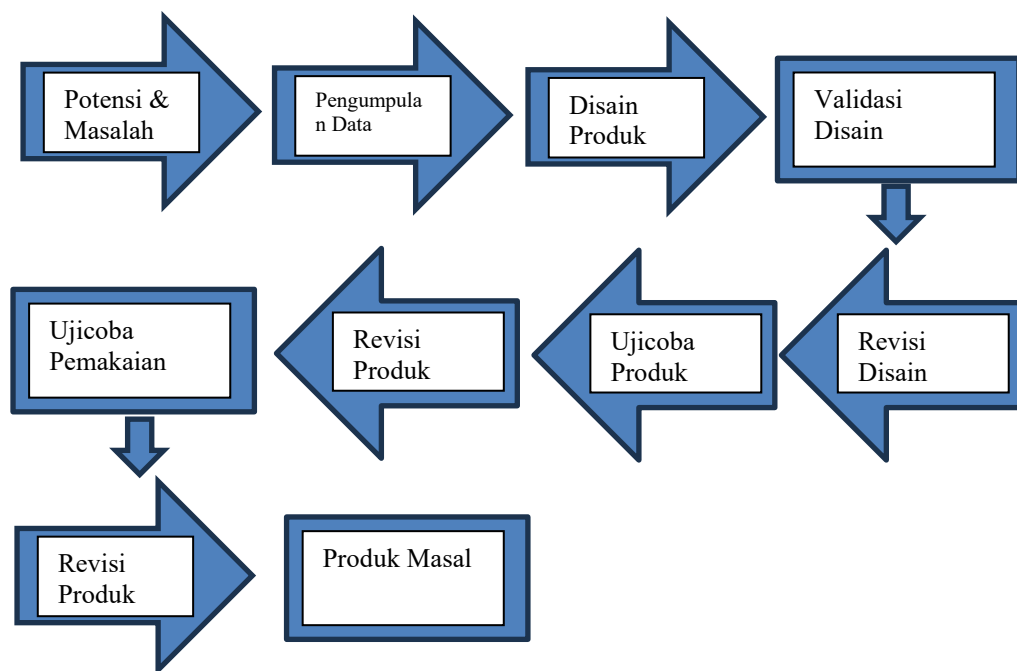 Potensi &
Masalah
Pengumpula
n Data
Disain
Produk
Validasi
Disain
Revisi
Disain
Ujicoba
Produk
Revisi
Produk
Ujicoba
Pemakaian
Revisi
Produk
Produk Masal